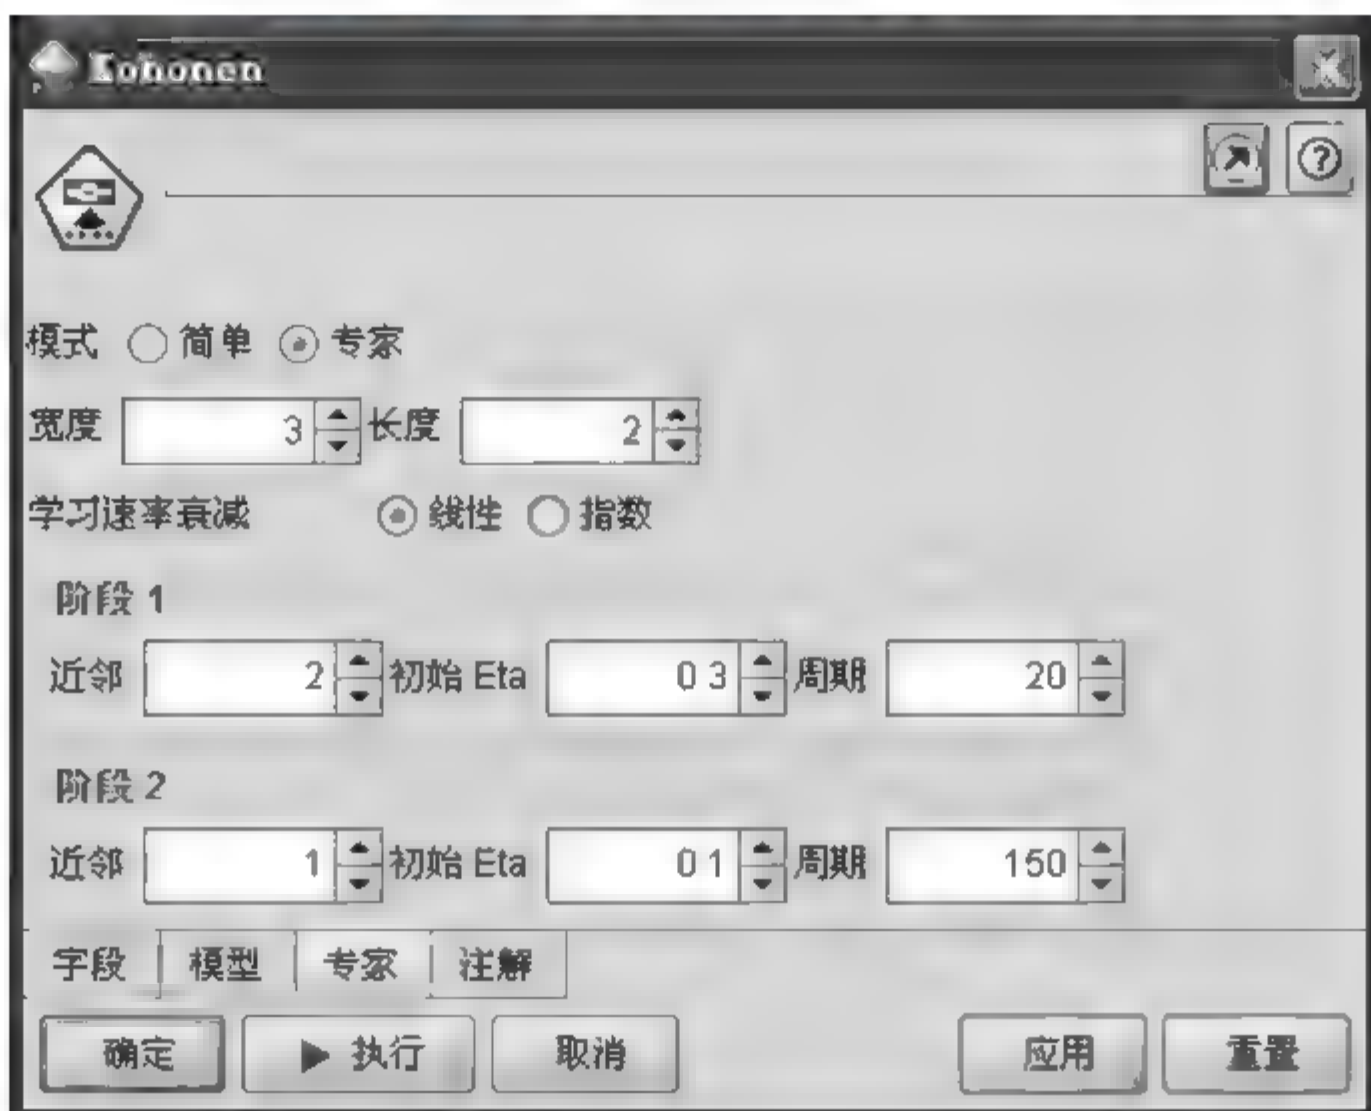 Kohonen
模式 简单 专家
宽度 3 长度 2
学习速率衰减 线性 指数
阶段 1
近邻 2 初始 Eta 0 3 周期 20
阶段 2
近邻 1 初始 Eta 0 1 周期 150
字段 模型 专家 注解
确定 执行 取消 应用 重置